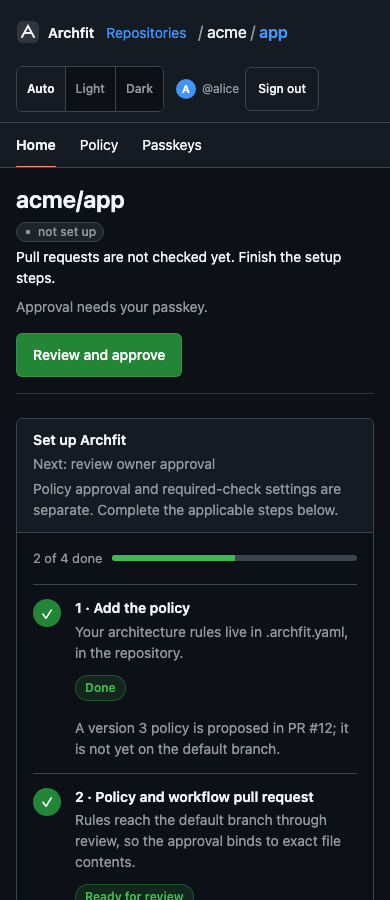 Archfit Repositories / acme / app
Auto Light Dark A @alice Sign out
Home Policy Passkeys
acme/app
not set up
Pull requests are not checked yet. Finish the setup
steps.
Approval needs your passkey.
Review and approve
Set up Archfit
Next: review owner approval
Policy approval and required-check settings are
separate. Complete the applicable steps below.
2 of 4 done
1 · Add the policy
Your architecture rules live in .archfit.yaml,
in the repository.
Done
A version 3 policy is proposed in PR #12; it
is not yet on the default branch.
2 · Policy and workflow pull request
Rules reach the default branch through
review, so the approval binds to exact file
contents.
Ready for review